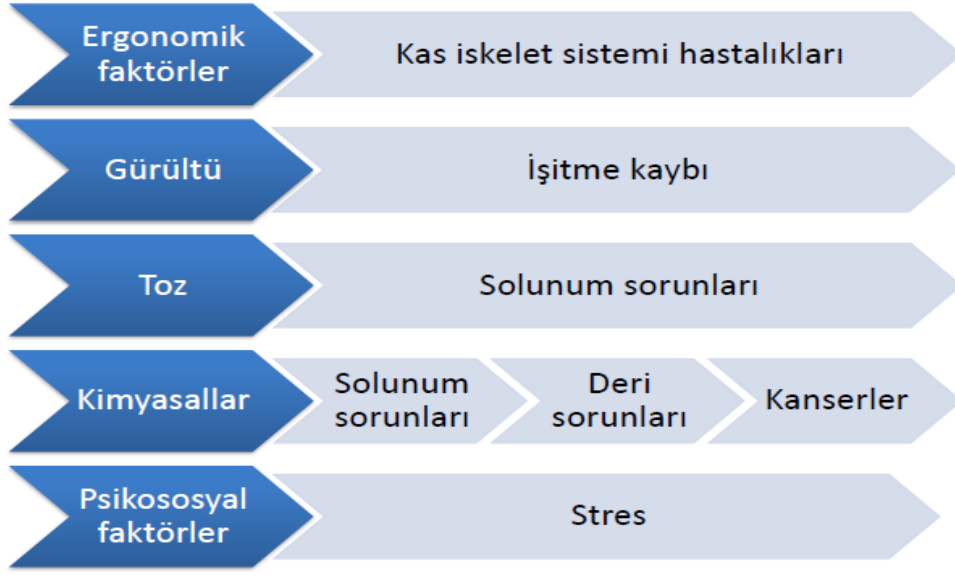 Ergonomik
faktörler
Kas iskelet sistemi hastalıkları
Gürültü
İşitme kaybı
Toz
Solunum sorunları
Kimyasallar
Solunum
sorunları
Deri
sorunları
Kanserler
Psikososyal
faktörler
Stres